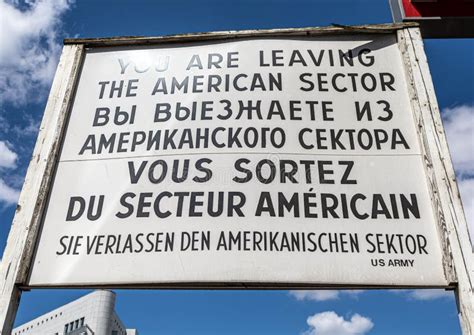 YOU ARE LEAVING
THE AMERICAN SECTOR
ВЫ ВЫЕЗЖАЕТЕ ИЗ
АМЕРИКАНСКОГО СЕКТОРА
VOUS SORTEZ
DU SECTEUR AMÉRICAIN
SIE VERLASSEN DEN AMERIKANISCHEN SEKTOR
US ARMY